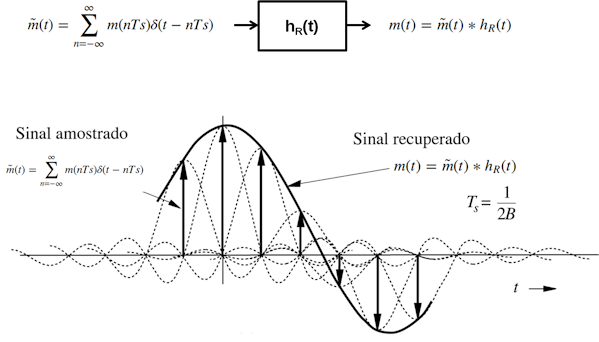 m̃(t) = ∑_{n=−∞}^{∞} m(nTs)δ(t − nTs)
h_R(t)
m(t) = m̃(t) ∗ h_R(t)
Sinal amostrado
m̃(t) = ∑_{n=−∞}^{∞} m(nTs)δ(t − nTs)
Sinal recuperado
m(t) = m̃(t) ∗ h_R(t)
T_s = 1/2B
t